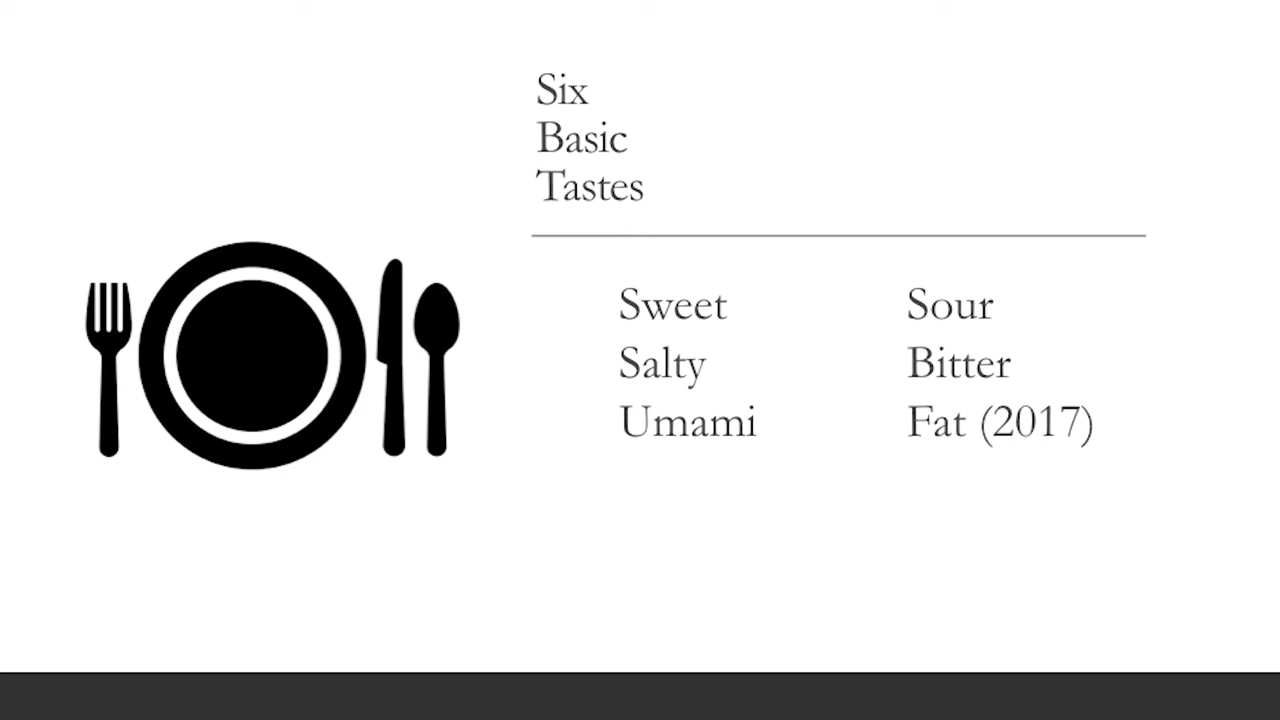 Six
Basic
Tastes
Sweet
Salty
Umami
Sour
Bitter
Fat (2017)